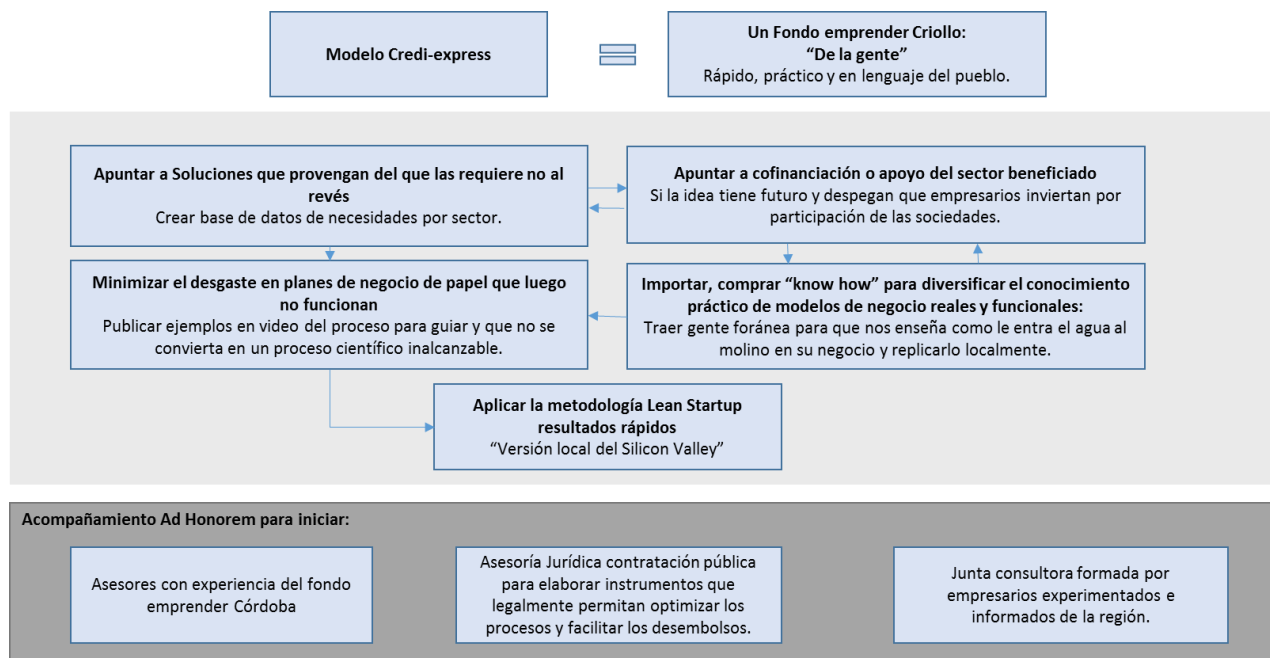 Modelo Credi-express
Un Fondo emprender Criollo:
“De la gente”
Rápido, práctico y en lenguaje del pueblo.
Apuntar a Soluciones que provengan del que las requiere no al
revés
Crear base de datos de necesidades por sector.
Apuntar a cofinanciación o apoyo del sector beneficiado
Si la idea tiene futuro y despegan que empresarios inviertan por
participación de las sociedades.
Minimizar el desgaste en planes de negocio de papel que luego
no funcionan
Publicar ejemplos en video del proceso para guiar y que no se
convierta en un proceso científico inalcanzable.
Importar, comprar “know how” para diversificar el conocimiento
práctico de modelos de negocio reales y funcionales:
Traer gente foránea para que nos enseña como le entra el agua al
molino en su negocio y replicarlo localmente.
Aplicar la metodología Lean Startup
resultados rápidos
“Versión local del Silicon Valley”
Acompañamiento Ad Honorem para iniciar:
Asesores con experiencia del fondo
emprender Córdoba
Asesoría Jurídica contratación pública
para elaborar instrumentos que
legalmente permitan optimizar los
procesos y facilitar los desembolsos.
Junta consultora formada por
empresarios experimentados e
informados de la región.